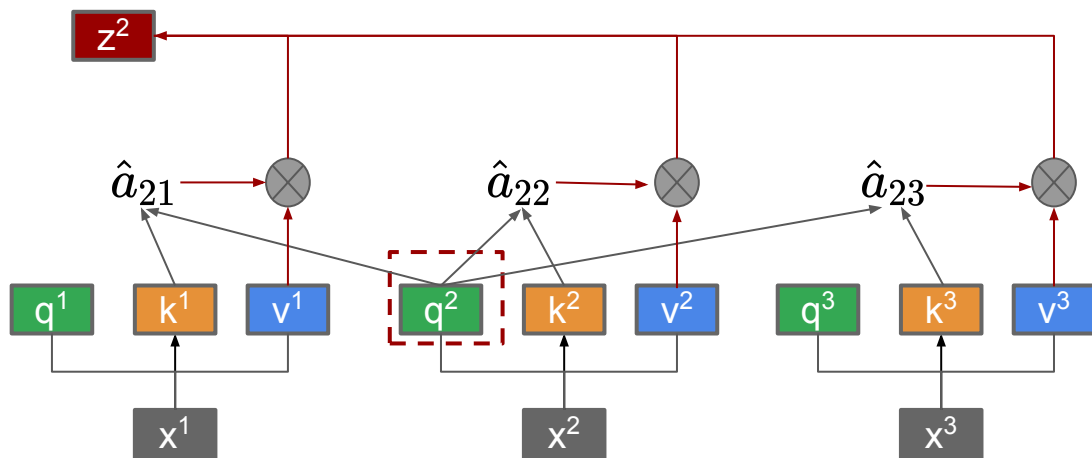 z²
â₂₁ â₂₂ â₂₃
q¹ k¹ v¹ q² k² v² q³ k³ v³
x¹ x² x³